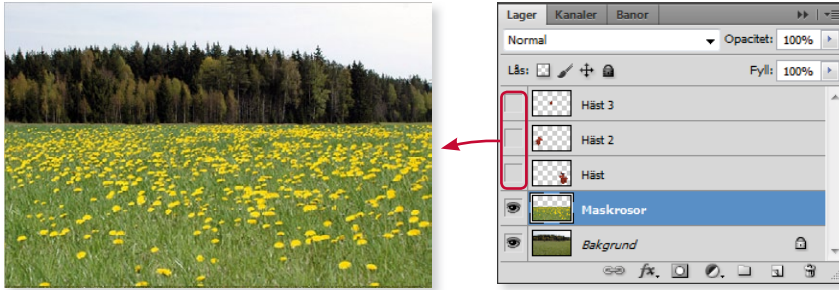 Lager Kanaler Banor
Normal Opacitet: 100%
Lås: Fyll: 100%
Häst 3
Häst 2
Häst
Maskrosor
Bakgrund
fx.